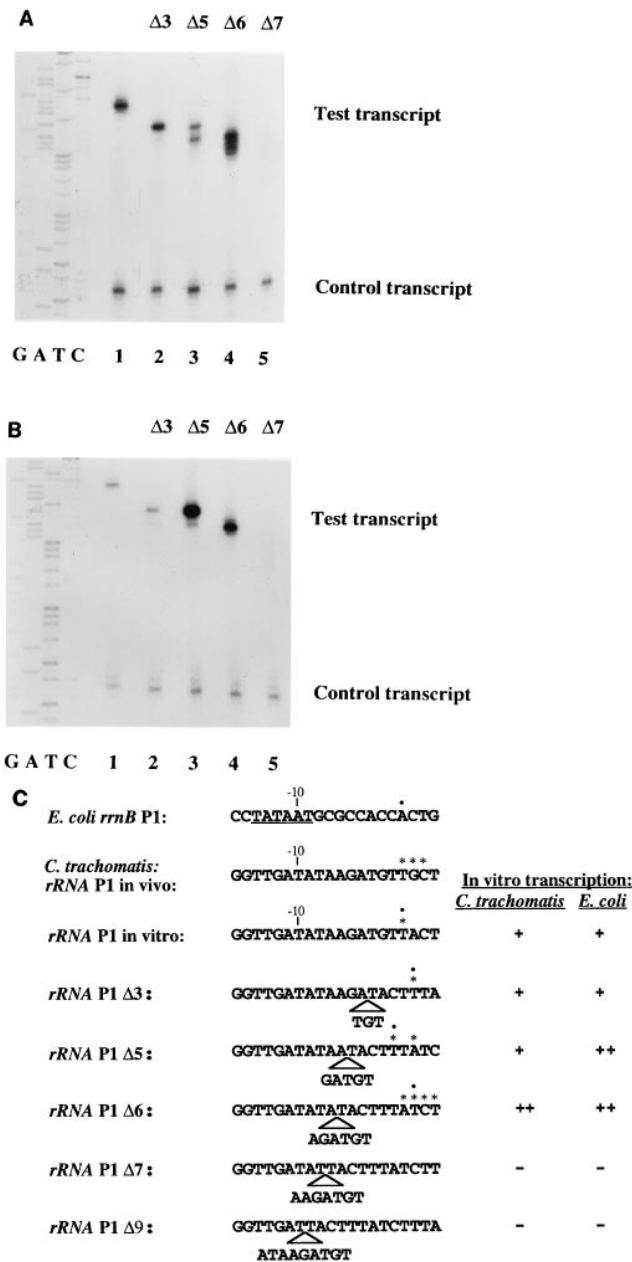 A
Δ3 Δ5 Δ6 Δ7
Test transcript
Control transcript
G A T C 1 2 3 4 5
B
Δ3 Δ5 Δ6 Δ7
Test transcript
Control transcript
G A T C 1 2 3 4 5
C
-10
E. coli rrnB P1: CCTATAATGCGCCACCACTG
C. trachomatis:
-10 * * *
rRNA P1 in vivo: GGTTGATATAAGATGTTGCT
In vitro transcription:
C. trachomatis E. coli
-10 *
rRNA P1 in vitro: GGTTGATATAAGATGTTACT + +
*
rRNA P1 Δ3: GGTTGATATAAGATACTTTA + +
TGT
* *
rRNA P1 Δ5: GGTTGATATAATACTTTATC + ++
GATGT
* * * *
rRNA P1 Δ6: GGTTGATATATACTTTATCT ++ ++
AGATGT
rRNA P1 Δ7: GGTTGATATTACTTTATCTT - -
AAGATGT
rRNA P1 Δ9: GGTTGATTACTTTATCTTTA - -
ATAAGATGT